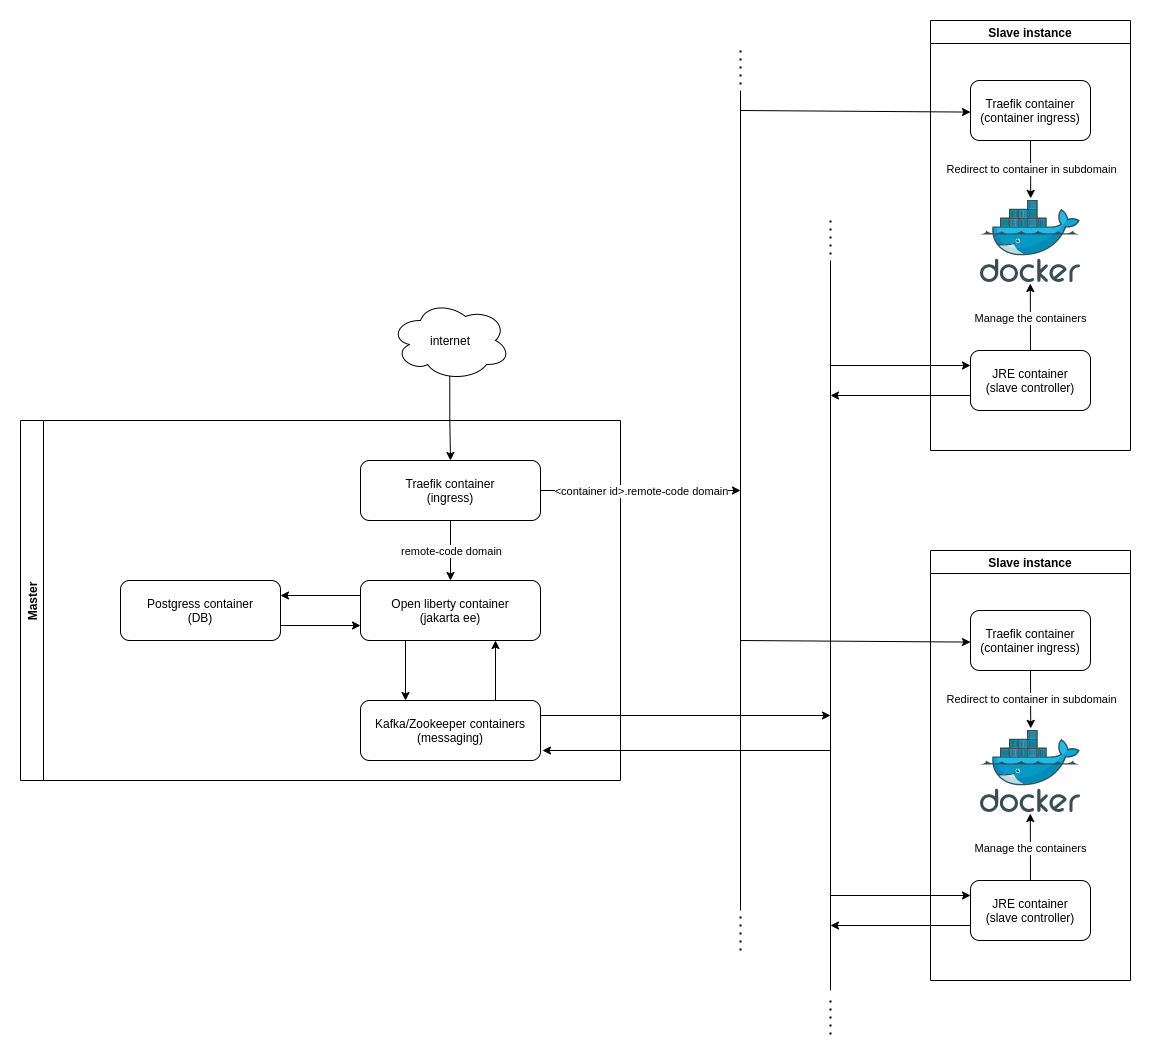 Slave instance
Traefik container
(container ingress)
Redirect to container in subdomain
docker
Manage the containers
JRE container
(slave controller)
internet
Master
Traefik container
(ingress)
<container id>.remote-code domain
remote-code domain
Postgress container
(DB)
Open liberty container
(jakarta ee)
Kafka/Zookeeper containers
(messaging)
Slave instance
Traefik container
(container ingress)
Redirect to container in subdomain
docker
Manage the containers
JRE container
(slave controller)